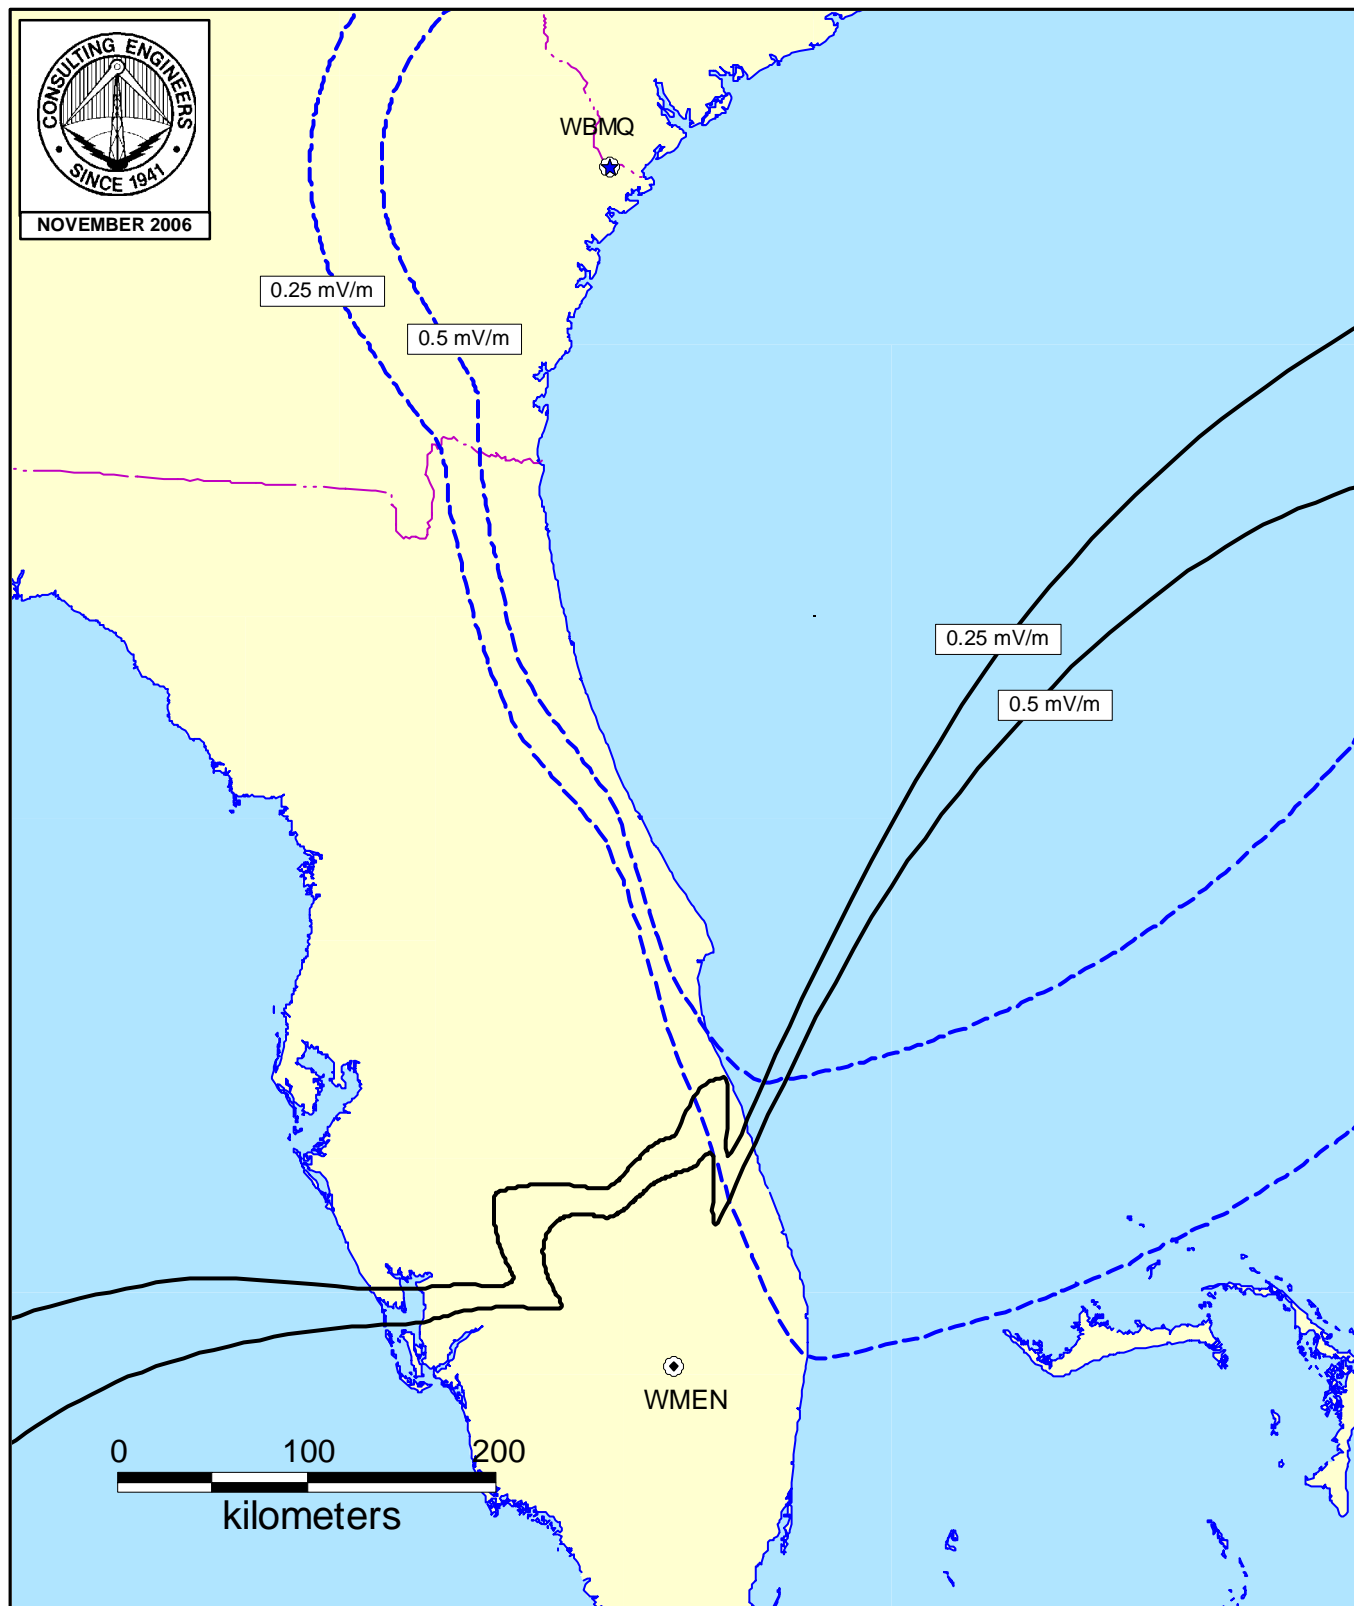 CONSULTING ENGINEERS
• SINCE 1941 •
NOVEMBER 2006
WBMQ
0.25 mV/m
0.5 mV/m
0.25 mV/m
0.5 mV/m
WMEN
0 100 200
kilometers